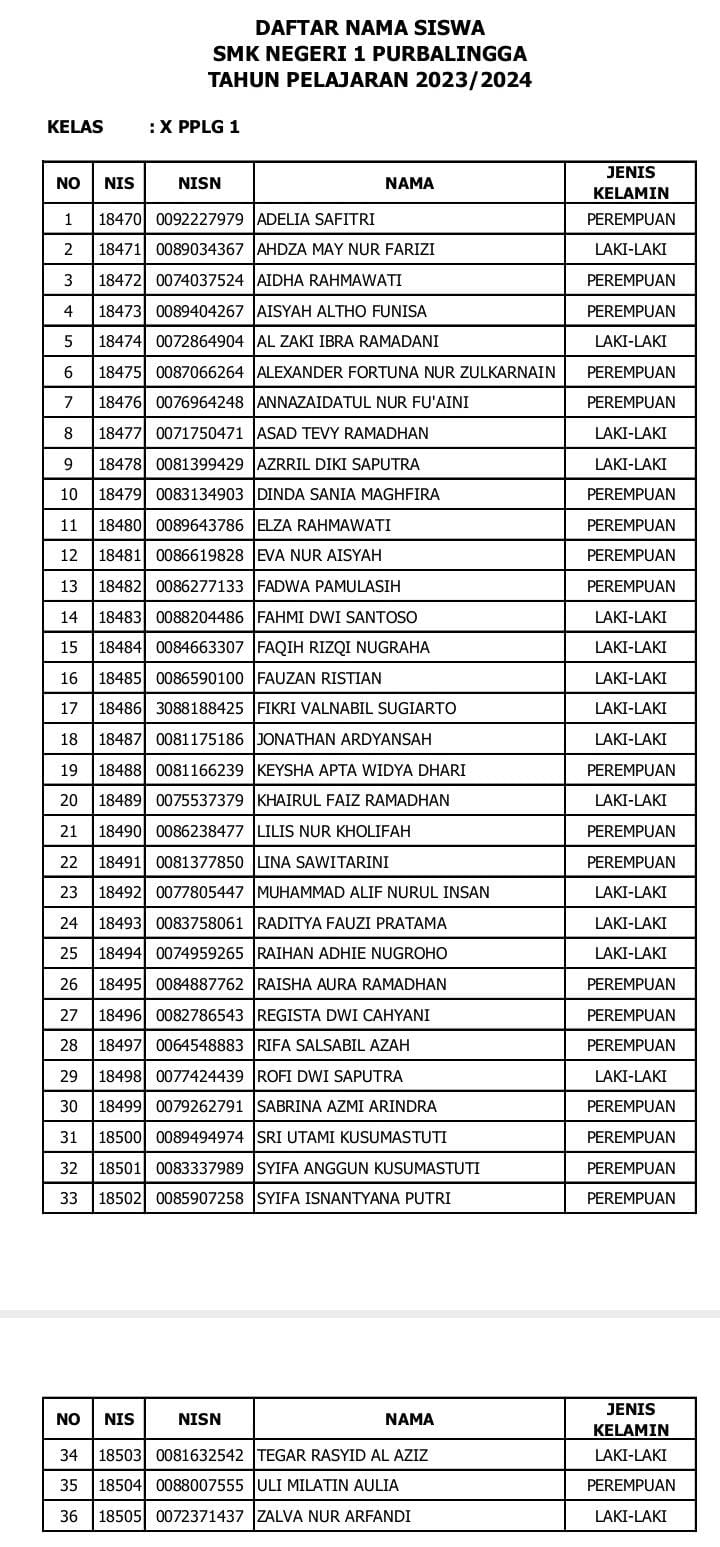 DAFTAR NAMA SISWA
SMK NEGERI 1 PURBALINGGA
TAHUN PELAJARAN 2023/2024
KELAS : X PPLG 1
NO NIS NISN NAMA JENIS KELAMIN
1 18470 0092227979 ADELIA SAFITRI PEREMPUAN
2 18471 0089034367 AHDZA MAY NUR FARIZI LAKI-LAKI
3 18472 0074037524 AIDHA RAHMAWATI PEREMPUAN
4 18473 0089404267 AISYAH ALTHO FUNISA PEREMPUAN
5 18474 0072864904 AL ZAKI IBRA RAMADANI LAKI-LAKI
6 18475 0087066264 ALEXANDER FORTUNA NUR ZULKARNAIN PEREMPUAN
7 18476 0076964248 ANNAZAIDATUL NUR FU'AINI PEREMPUAN
8 18477 0071750471 ASAD TEVY RAMADHAN LAKI-LAKI
9 18478 0081399429 AZRRIL DIKI SAPUTRA LAKI-LAKI
10 18479 0083134903 DINDA SANIA MAGHFIRA PEREMPUAN
11 18480 0089643786 ELZA RAHMAWATI PEREMPUAN
12 18481 0086619828 EVA NUR AISYAH PEREMPUAN
13 18482 0086277133 FADWA PAMULASIH PEREMPUAN
14 18483 0088204486 FAHMI DWI SANTOSO LAKI-LAKI
15 18484 0084663307 FAQIH RIZQI NUGRAHA LAKI-LAKI
16 18485 0086590100 FAUZAN RISTIAN LAKI-LAKI
17 18486 3088188425 FIKRI VALNABIL SUGIARTO LAKI-LAKI
18 18487 0081175186 JONATHAN ARDYANSAH LAKI-LAKI
19 18488 0081166239 KEYSHA APTA WIDYA DHARI PEREMPUAN
20 18489 0075537379 KHAIRUL FAIZ RAMADHAN LAKI-LAKI
21 18490 0086238477 LILIS NUR KHOLIFAH PEREMPUAN
22 18491 0081377850 LINA SAWITARINI PEREMPUAN
23 18492 0077805447 MUHAMMAD ALIF NURUL INSAN LAKI-LAKI
24 18493 0083758061 RADITYA FAUZI PRATAMA LAKI-LAKI
25 18494 0074959265 RAIHAN ADHIE NUGROHO LAKI-LAKI
26 18495 0084887762 RAISHA AURA RAMADHAN PEREMPUAN
27 18496 0082786543 REGISTA DWI CAHYANI PEREMPUAN
28 18497 0064548883 RIFA SALSABIL AZAH PEREMPUAN
29 18498 0077424439 ROFI DWI SAPUTRA LAKI-LAKI
30 18499 0079262791 SABRINA AZMI ARINDRA PEREMPUAN
31 18500 0089494974 SRI UTAMI KUSUMASTUTI PEREMPUAN
32 18501 0083337989 SYIFA ANGGUN KUSUMASTUTI PEREMPUAN
33 18502 0085907258 SYIFA ISNANTYANA PUTRI PEREMPUAN
NO NIS NISN NAMA JENIS KELAMIN
34 18503 0081632542 TEGAR RASYID AL AZIZ LAKI-LAKI
35 18504 0088007555 ULI MILATIN AULIA PEREMPUAN
36 18505 0072371437 ZALVA NUR ARFANDI LAKI-LAKI